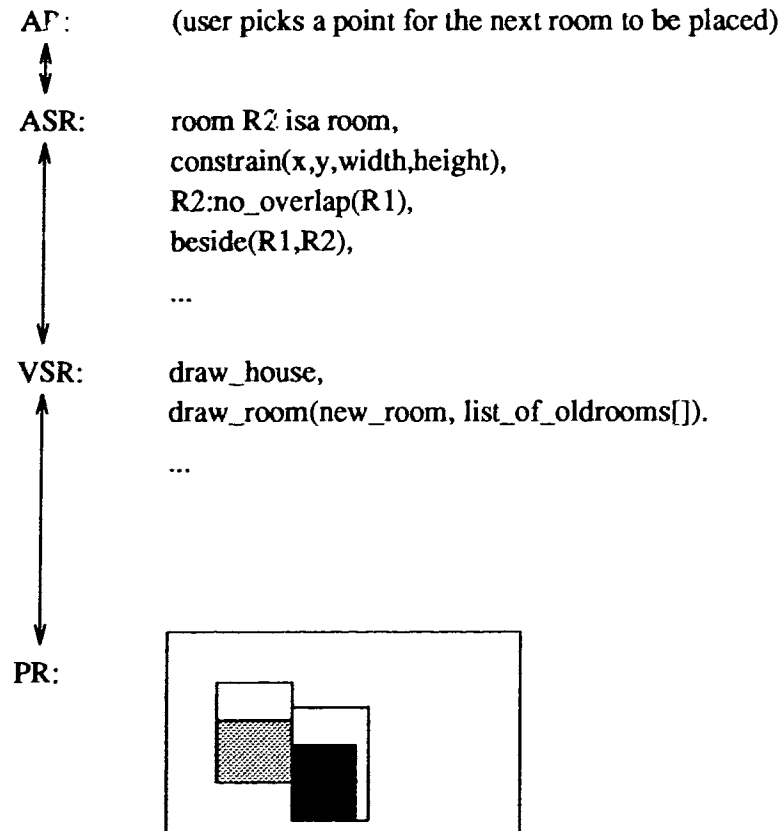 (user picks a point for the next room to be placed)
ASR: room R2 isa room,
constrain(x,y,width,height),
R2:no_overlap(R1),
beside(R1,R2),
...
VSR: draw_house,
draw_room(new_room, list_of_oldrooms[]).
...
PR: